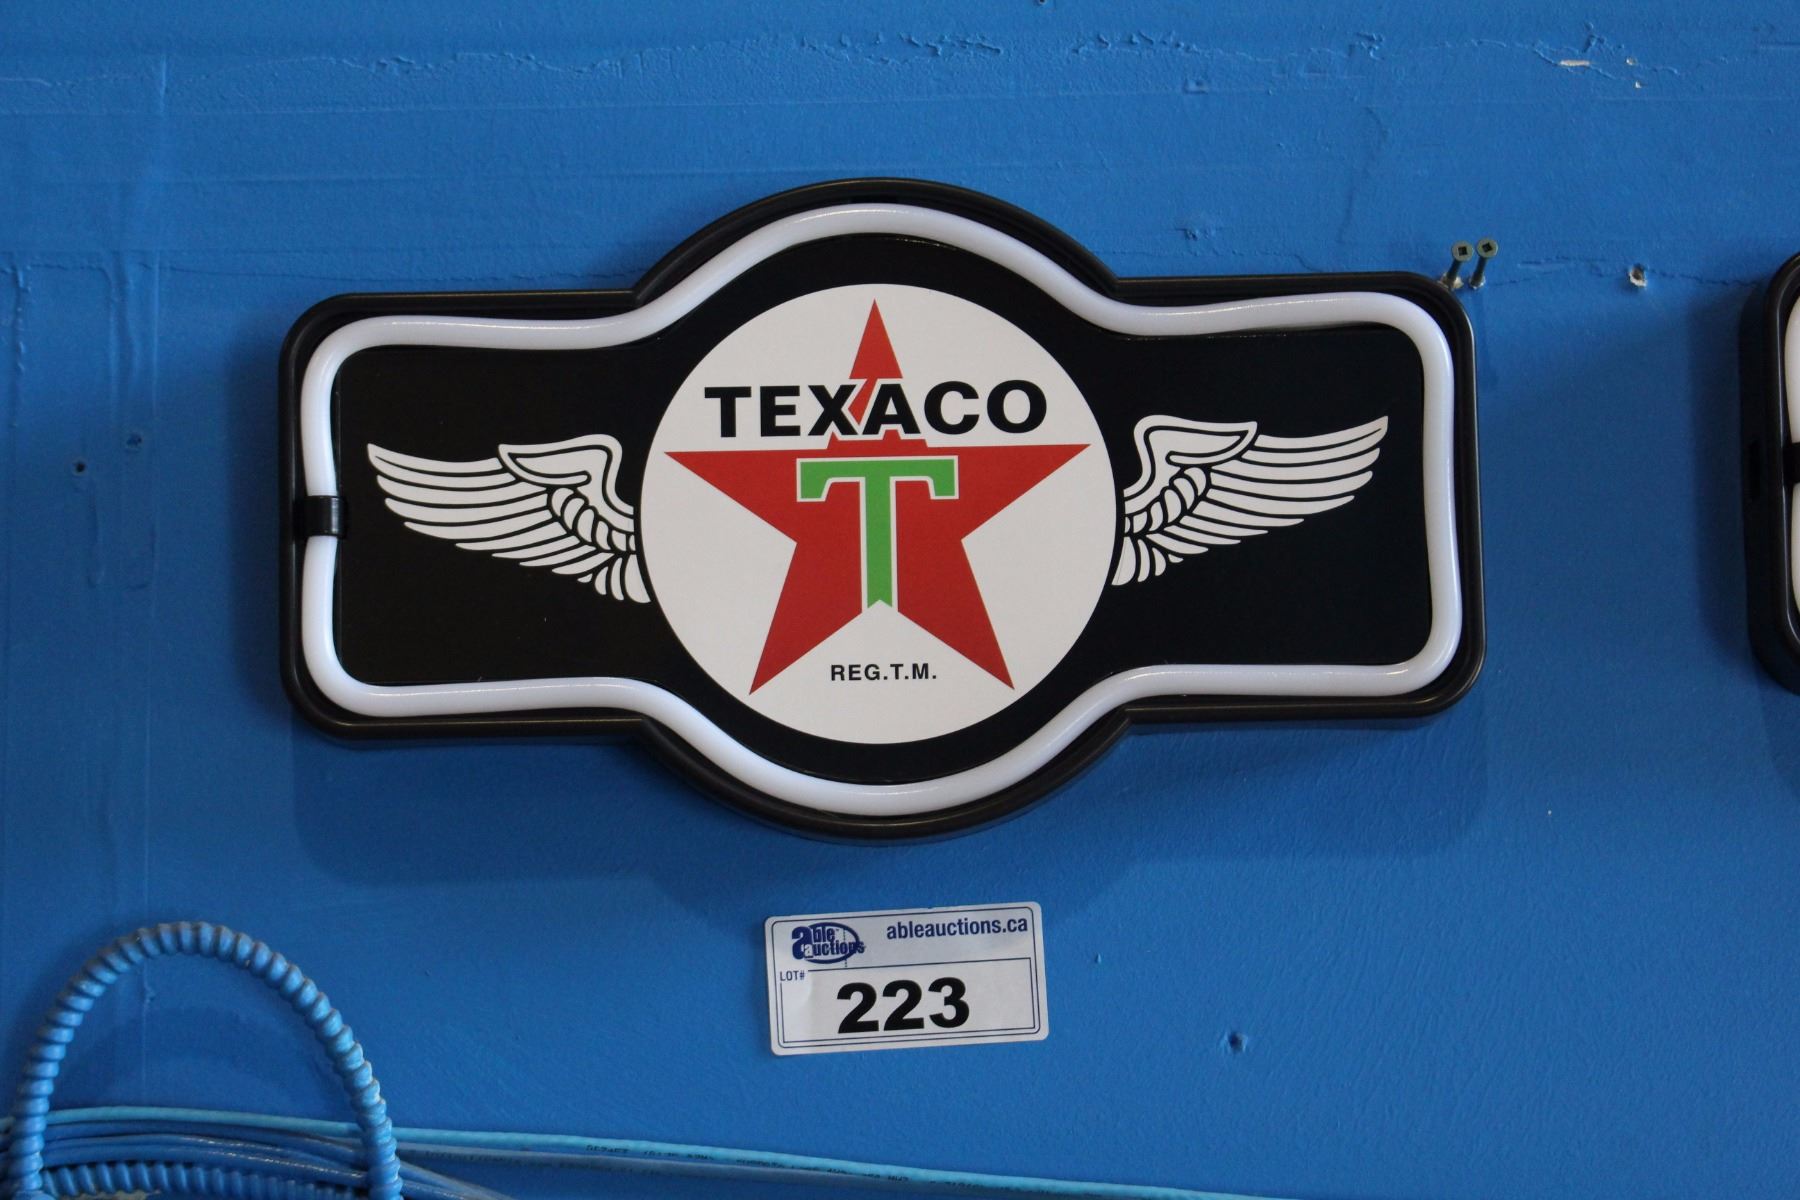 TEXACO
T
REG.T.M.
able auctions
ableauctions.ca
LOT#
223